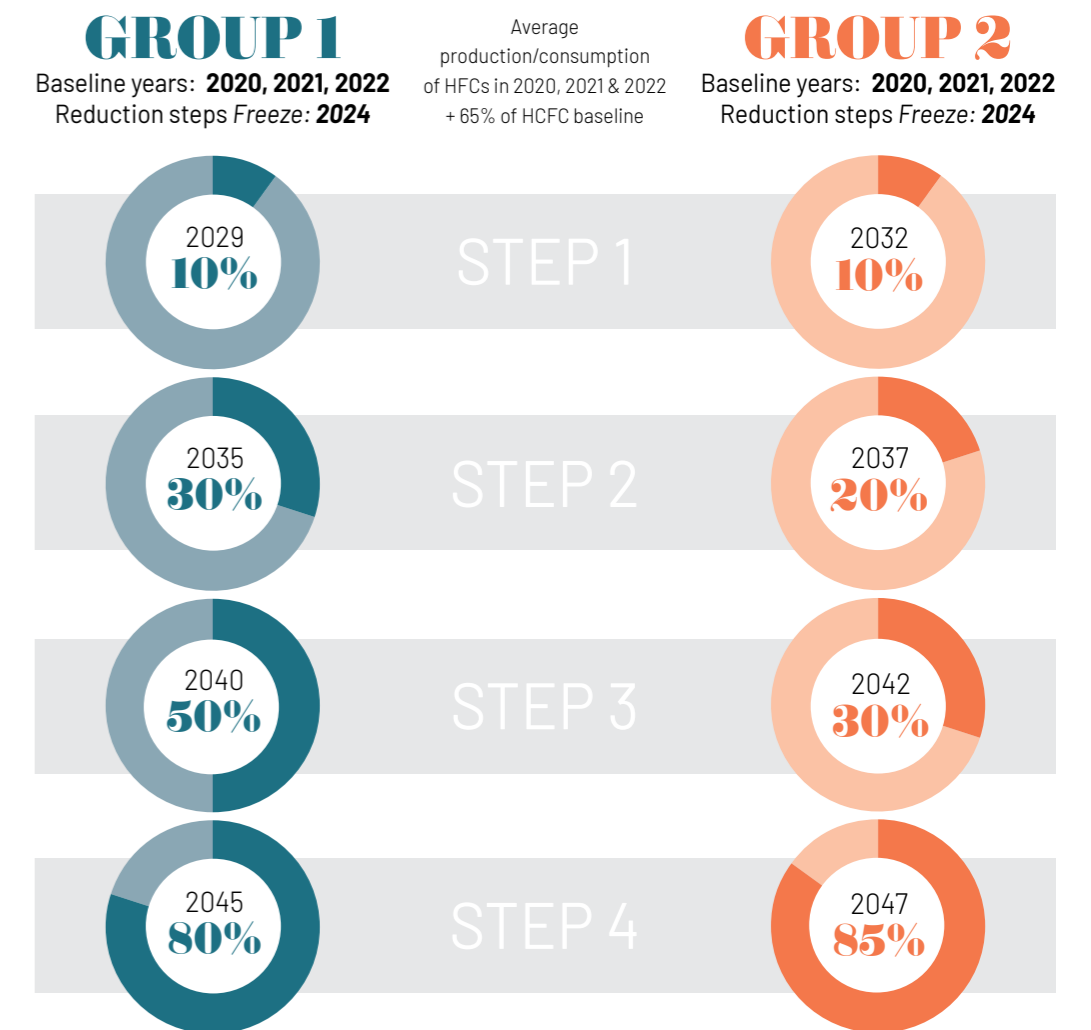 GROUP 1
Baseline years: 2020, 2021, 2022
Reduction steps Freeze: 2024
Average
production/consumption
of HFCs in 2020, 2021 & 2022
+ 65% of HCFC baseline
GROUP 2
Baseline years: 2020, 2021, 2022
Reduction steps Freeze: 2024
2029
10%
STEP 1
2032
10%
2035
30%
STEP 2
2037
20%
2040
50%
STEP 3
2042
30%
2045
80%
STEP 4
2047
85%